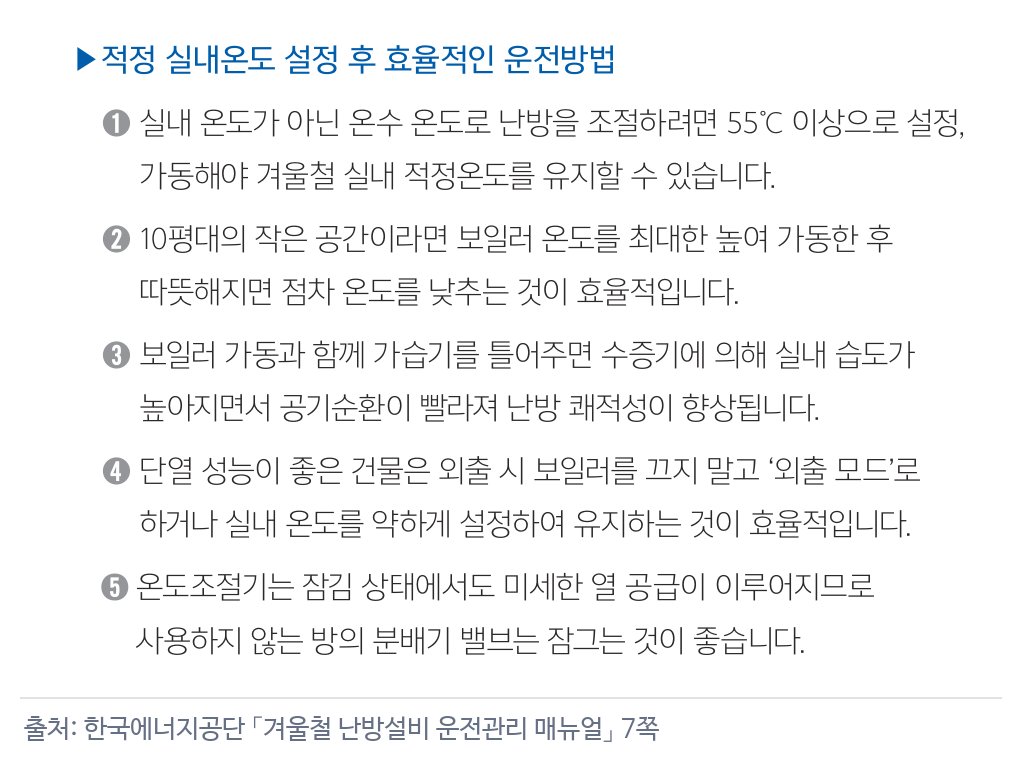 ▶적정 실내온도 설정 후 효율적인 운전방법
❶ 실내 온도가 아닌 온수 온도로 난방을 조절하려면 55℃ 이상으로 설정,
가동해야 겨울철 실내 적정온도를 유지할 수 있습니다.
❷ 10평대의 작은 공간이라면 보일러 온도를 최대한 높여 가동한 후
따뜻해지면 점차 온도를 낮추는 것이 효율적입니다.
❸ 보일러 가동과 함께 가습기를 틀어주면 수증기에 의해 실내 습도가
높아지면서 공기순환이 빨라져 난방 쾌적성이 향상됩니다.
❹ 단열 성능이 좋은 건물은 외출 시 보일러를 끄지 말고 ‘외출 모드’로
하거나 실내 온도를 약하게 설정하여 유지하는 것이 효율적입니다.
❺ 온도조절기는 잠김 상태에서도 미세한 열 공급이 이루어지므로
사용하지 않는 방의 분배기 밸브는 잠그는 것이 좋습니다.
출처: 한국에너지공단 「겨울철 난방설비 운전관리 매뉴얼」 7쪽